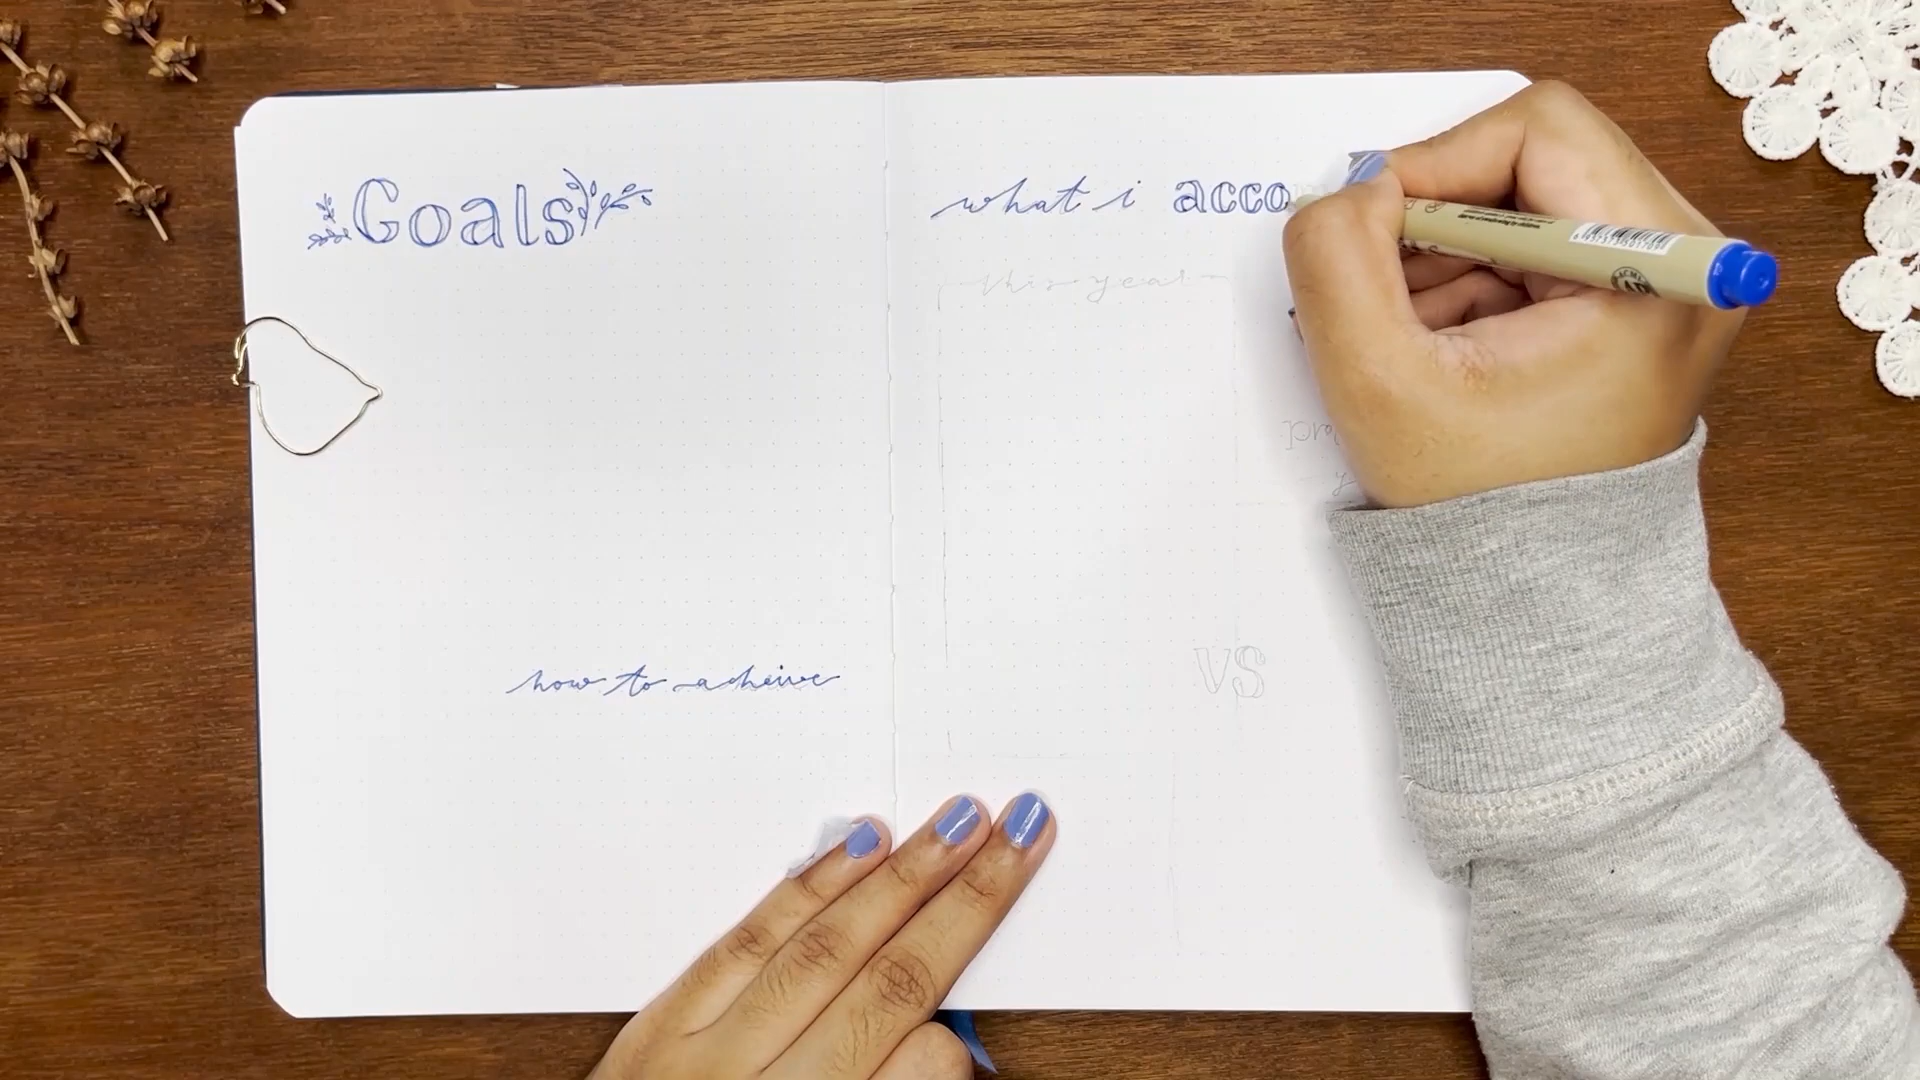 Goals
how to acheive
what i acco
this year
VS